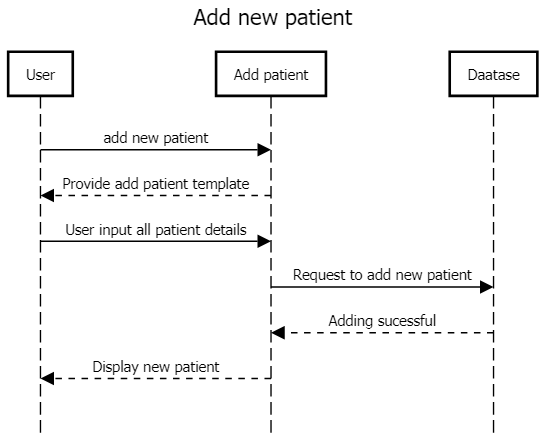 Add new patient
User
Add patient
Daatase
add new patient
Provide add patient template
User input all patient details
Request to add new patient
Adding sucessful
Display new patient